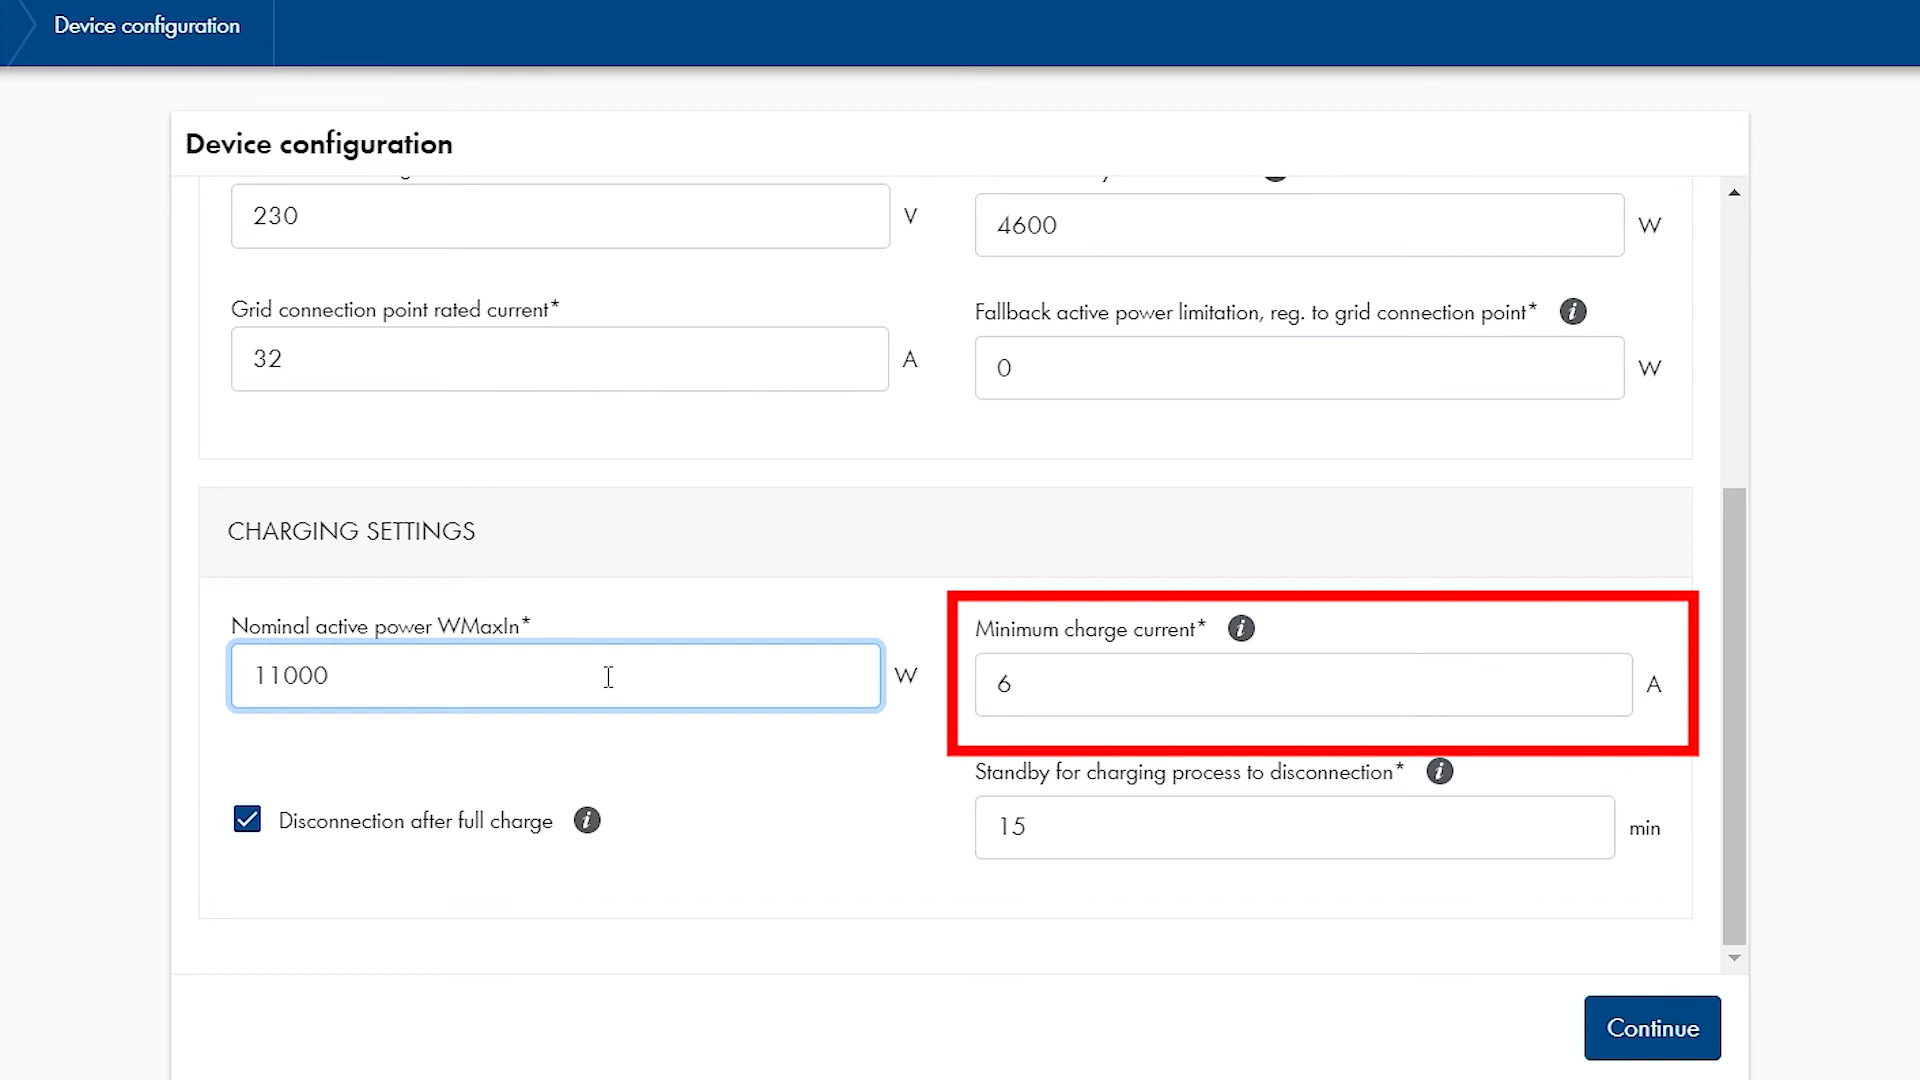 Device configuration
Device configuration
230 V
4600 W
Grid connection point rated current*
32 A
Fallback active power limitation, reg. to grid connection point* i
0 W
CHARGING SETTINGS
Nominal active power WMaxIn*
11000 W
Minimum charge current* i
6 A
Disconnection after full charge i
Standby for charging process to disconnection* i
15 min
Continue